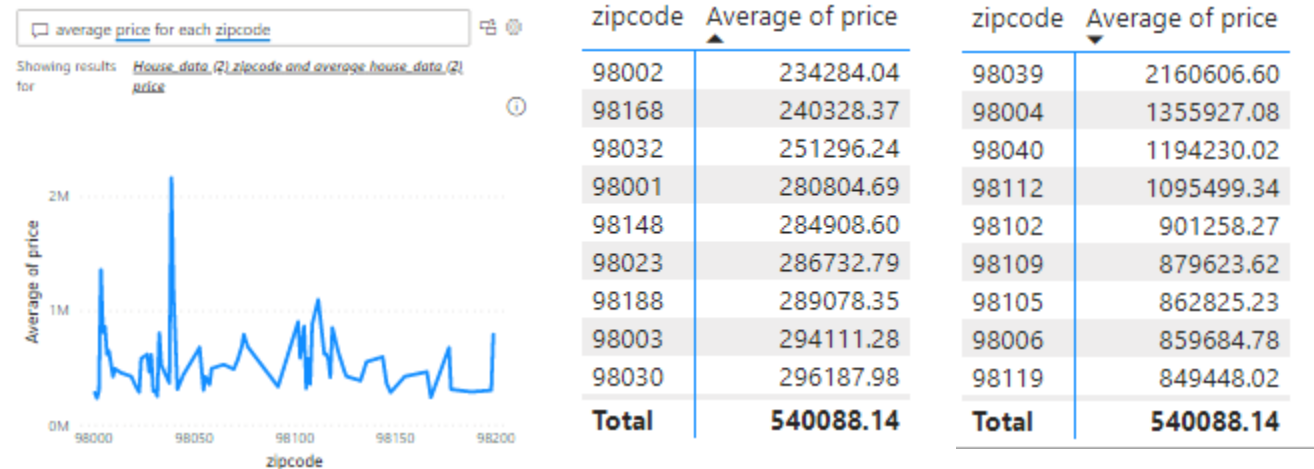 average price for each zipcode
Showing results for House_data (2) zipcode and average house_data (2) price
Average of price
2M
1M
0M
98000 98050 98100 98150 98200
zipcode
zipcode Average of price
98002 234284.04
98168 240328.37
98032 251296.24
98001 280804.69
98148 284908.60
98023 286732.79
98188 289078.35
98003 294111.28
98030 296187.98
Total 540088.14
zipcode Average of price
98039 2160606.60
98004 1355927.08
98040 1194230.02
98112 1095499.34
98102 901258.27
98109 879623.62
98105 862825.23
98006 859684.78
98119 849448.02
Total 540088.14